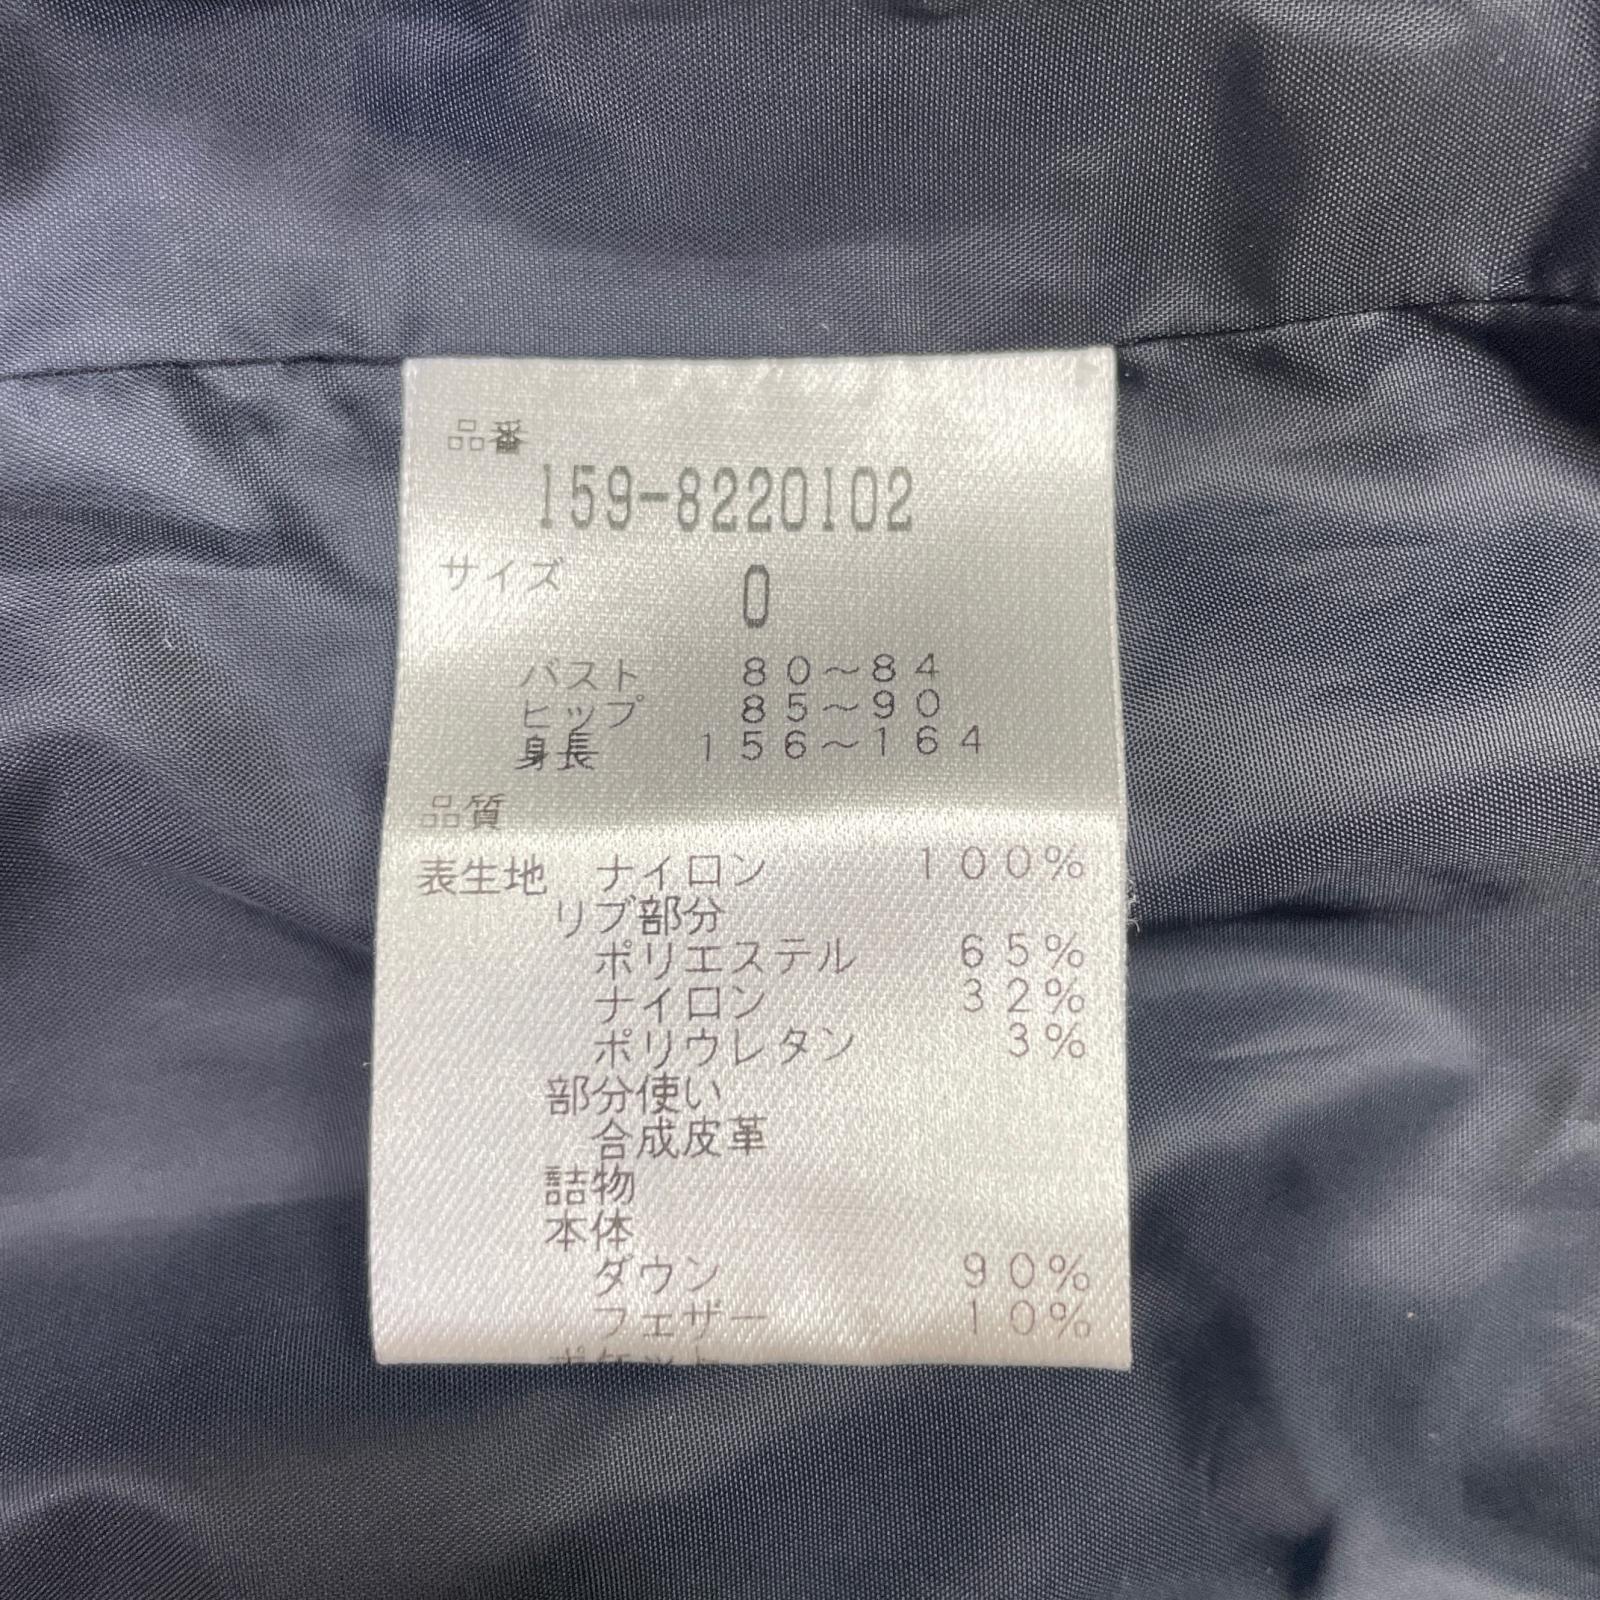 品番
159-8220102
サイズ 0
バスト 80～84
ヒップ 85～90
身長 156～164
品質
表生地 ナイロン 100%
リブ部分
ポリエステル 65%
ナイロン 32%
ポリウレタン 3%
部分使い
合成皮革
詰物
本体
ダウン 90%
フェザー 10%
ポケット